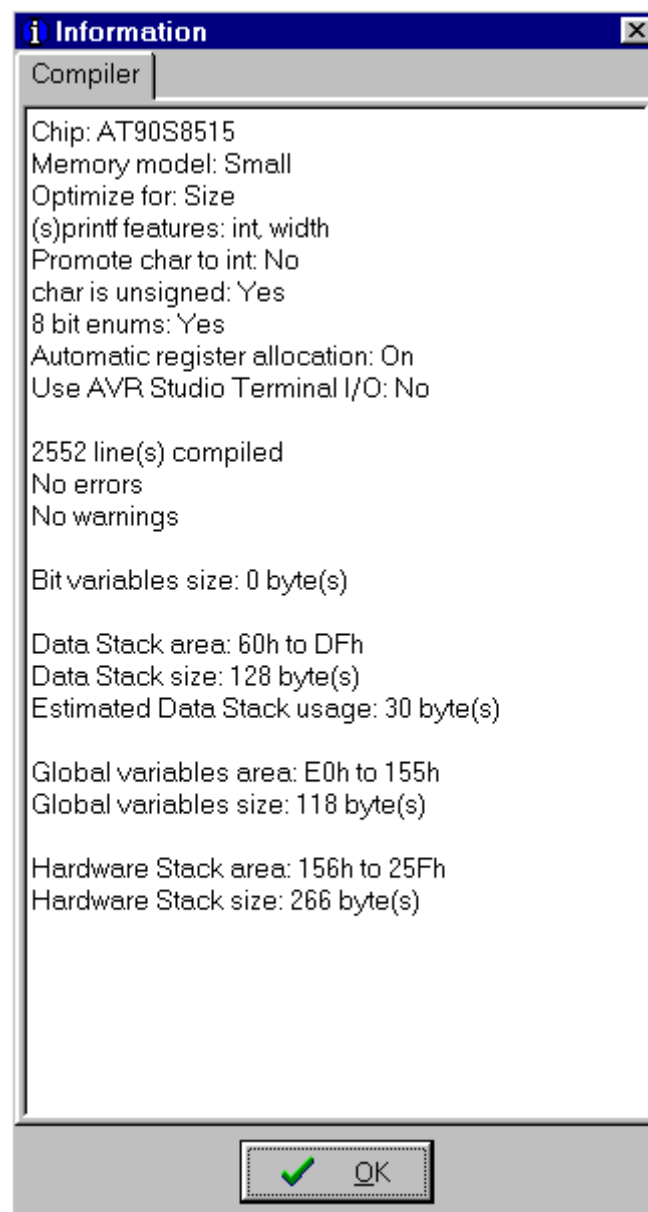 Information
Compiler
Chip: AT90S8515
Memory model: Small
Optimize for: Size
(s)printf features: int, width
Promote char to int: No
char is unsigned: Yes
8 bit enums: Yes
Automatic register allocation: On
Use AVR Studio Terminal I/O: No
2552 line(s) compiled
No errors
No warnings
Bit variables size: 0 byte(s)
Data Stack area: 60h to DFh
Data Stack size: 128 byte(s)
Estimated Data Stack usage: 30 byte(s)
Global variables area: E0h to 155h
Global variables size: 118 byte(s)
Hardware Stack area: 156h to 25Fh
Hardware Stack size: 266 byte(s)
OK